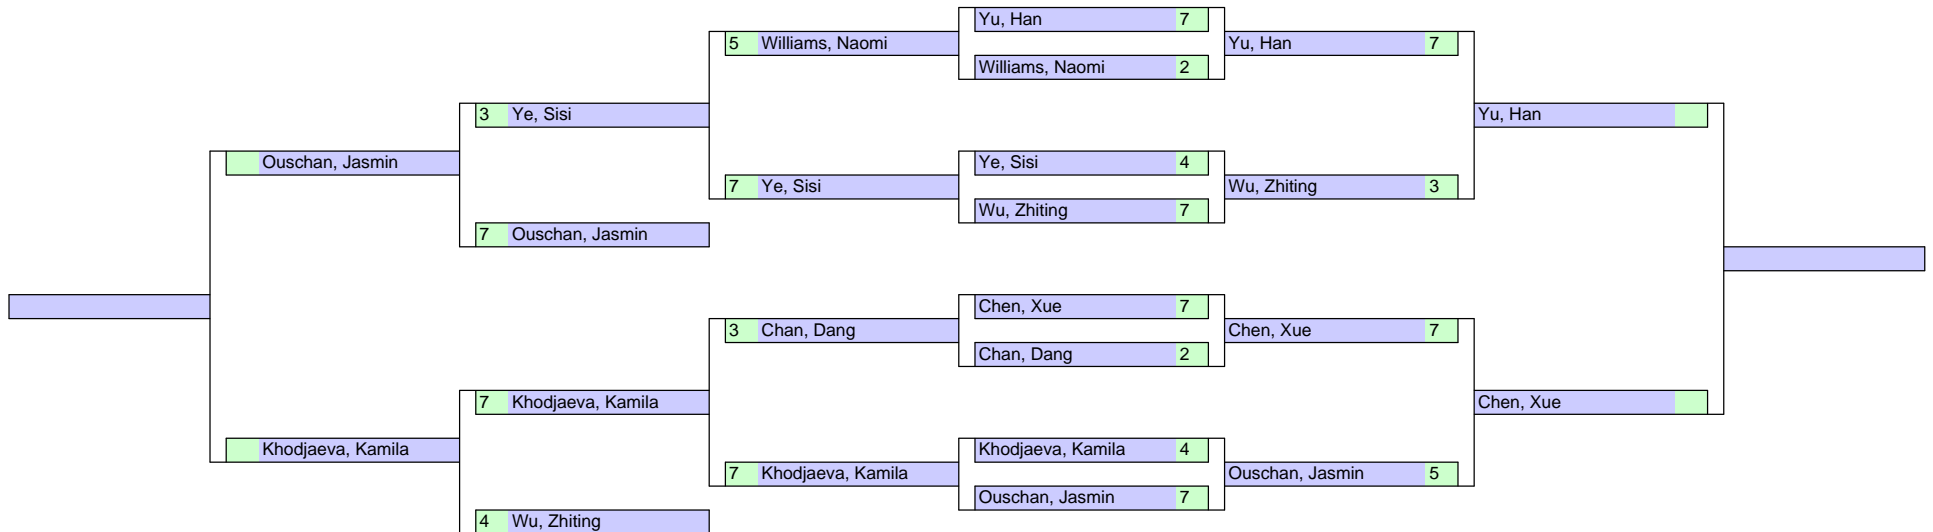 Yu, Han 7
5 Williams, Naomi
Yu, Han 7
Williams, Naomi 2
3 Ye, Sisi
Yu, Han
Ouschan, Jasmin
Ye, Sisi 4
7 Ye, Sisi
Wu, Zhiting 3
Wu, Zhiting 7
7 Ouschan, Jasmin
Chen, Xue 7
3 Chan, Dang
Chen, Xue 7
Chan, Dang 2
7 Khodjaeva, Kamila
Chen, Xue
Khodjaeva, Kamila
Khodjaeva, Kamila 4
7 Khodjaeva, Kamila
Ouschan, Jasmin 5
Ouschan, Jasmin 7
4 Wu, Zhiting